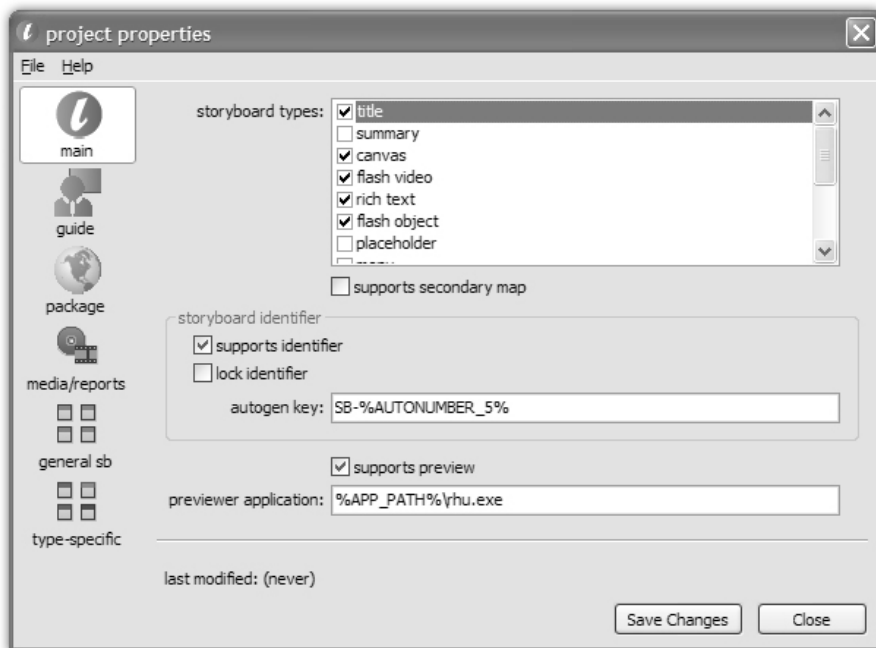 project properties
File Help
main
guide
package
media/reports
general sb
type-specific
storyboard types:
title
summary
canvas
flash video
rich text
flash object
placeholder
supports secondary map
storyboard identifier
supports identifier
lock identifier
autogen key: SB-%AUTONUMBER_5%
supports preview
previewer application: %APP_PATH%\rhu.exe
last modified: (never)
Save Changes Close